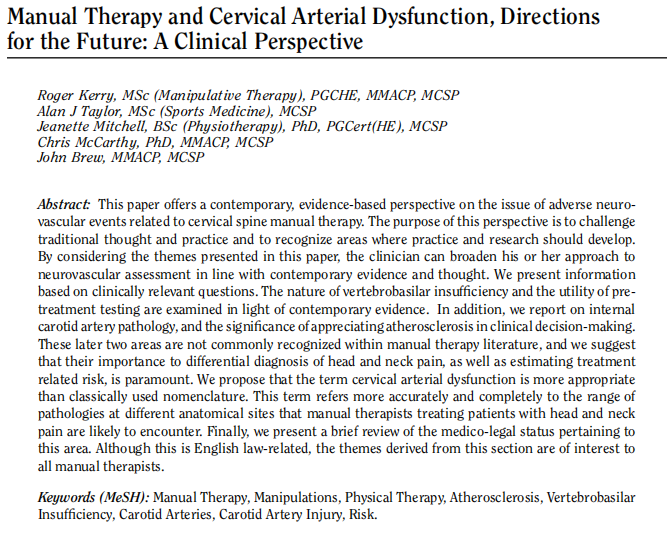 Manual Therapy and Cervical Arterial Dysfunction, Directions
for the Future: A Clinical Perspective
Roger Kerry, MSc (Manipulative Therapy), PGCHE, MMACP, MCSP
Alan J Taylor, MSc (Sports Medicine), MCSP
Jeanette Mitchell, BSc (Physiotherapy), PhD, PGCert(HE), MCSP
Chris McCarthy, PhD, MMACP, MCSP
John Brew, MMACP, MCSP
Abstract: This paper offers a contemporary, evidence-based perspective on the issue of adverse neuro-
vascular events related to cervical spine manual therapy. The purpose of this perspective is to challenge
traditional thought and practice and to recognize areas where practice and research should develop.
By considering the themes presented in this paper, the clinician can broaden his or her approach to
neurovascular assessment in line with contemporary evidence and thought. We present information
based on clinically relevant questions. The nature of vertebrobasilar insufficiency and the utility of pre-
treatment testing are examined in light of contemporary evidence. In addition, we report on internal
carotid artery pathology, and the significance of appreciating atherosclerosis in clinical decision-making.
These later two areas are not commonly recognized within manual therapy literature, and we suggest
that their importance to differential diagnosis of head and neck pain, as well as estimating treatment
related risk, is paramount. We propose that the term cervical arterial dysfunction is more appropriate
than classically used nomenclature. This term refers more accurately and completely to the range of
pathologies at different anatomical sites that manual therapists treating patients with head and neck
pain are likely to encounter. Finally, we present a brief review of the medico-legal status pertaining to
this area. Although this is English law-related, the themes derived from this section are of interest to
all manual therapists.
Keywords (MeSH): Manual Therapy, Manipulations, Physical Therapy, Atherosclerosis, Vertebrobasilar
Insufficiency, Carotid Arteries, Carotid Artery Injury, Risk.